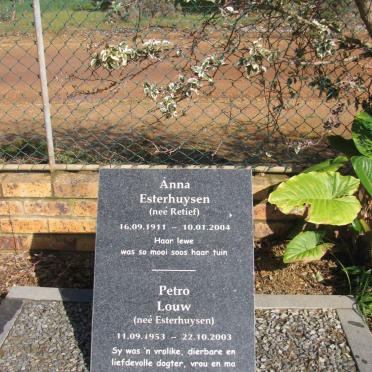 Anna
Esterhuysen
(neé Retief)
16.09.1911 - 10.01.2004
Haar lewe
was so mooi soos haar tuin
Petro
Louw
(neé Esterhuysen)
11.09.1953 - 22.10.2003
Sy was 'n vrolike, dierbare en
liefdevolle dogter, vrou en ma